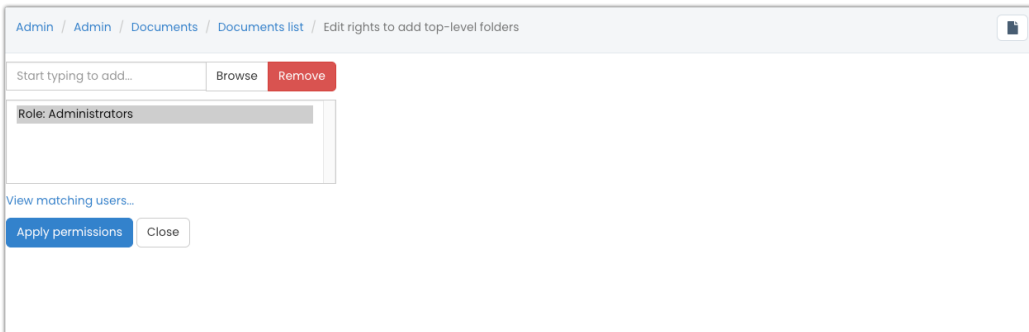 Admin / Admin / Documents / Documents list / Edit rights to add top-level folders
Start typing to add... Browse Remove
Role: Administrators
View matching users...
Apply permissions Close